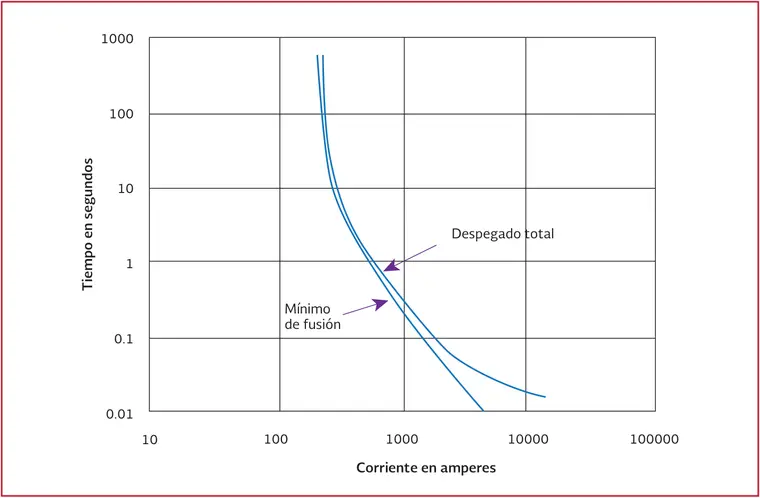 1000
100
10
1
0.1
0.01
Tiempo en segundos
Despegado total
Mínimo
de fusión
10
100
1000
10000
100000
Corriente en amperes